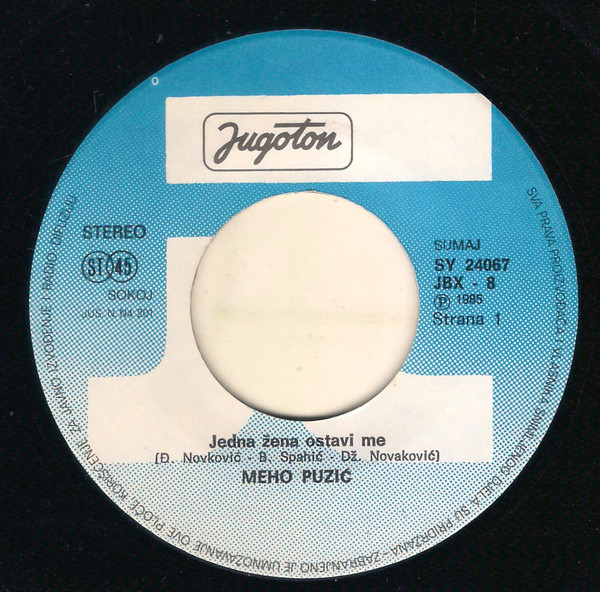 Jugoton
STEREO
ST 45
SOKOJ
JUS. N. N4.201
SUMAJ
SY 24067
JBX - 8
Ⓟ 1985
Strana 1
Jedna žena ostavi me
(Đ. Novković - B. Spahić - Dž. Novaković)
MEHO PUZIĆ
SVA PRAVA PROIZVOĐAČA I VLASNIKA SNIMLJENOG DJELA SU PRIDRŽANA - ZABRANJENO JE UMNOŽAVANJE OVE PLOČE, KORIŠĆENJE ZA JAVNO IZVOĐENJE I RADIO DIFUZIJU